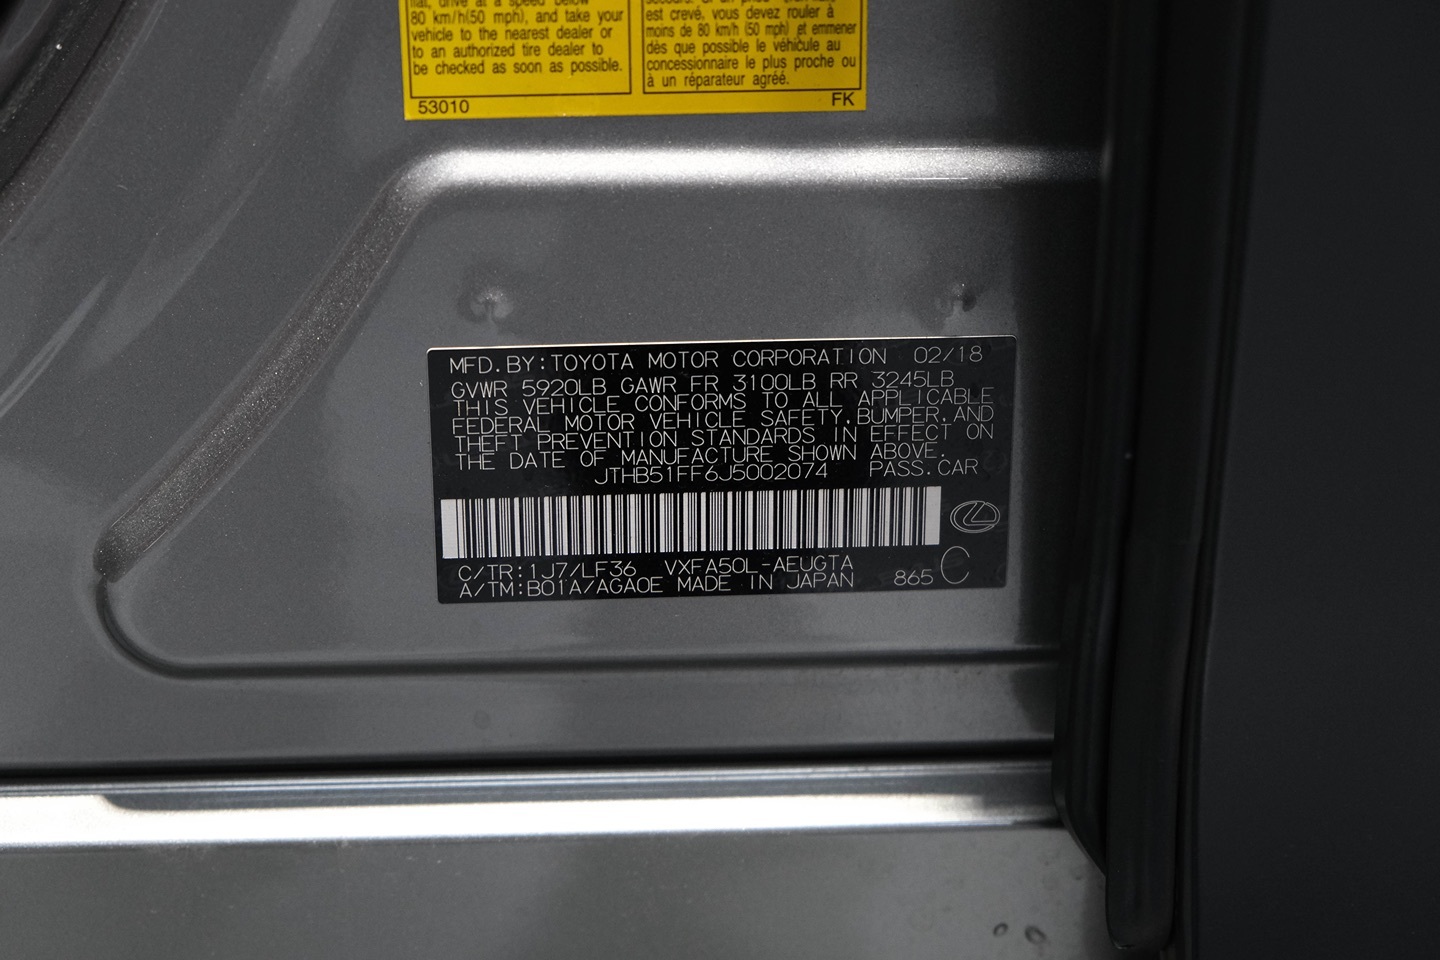 flat, drive at a speed below
80 km/h(50 mph), and take your
vehicle to the nearest dealer or
to an authorized tire dealer to
be checked as soon as possible.
53010
est crevé, vous devez rouler à
moins de 80 km/h (50 mph) et emmener
dès que possible le véhicule au
concessionnaire le plus proche ou
à un réparateur agréé.
FK
MFD.BY:TOYOTA MOTOR CORPORATION 02/18
GVWR 5920LB GAWR FR 3100LB RR 3245LB
THIS VEHICLE CONFORMS TO ALL APPLICABLE
FEDERAL MOTOR VEHICLE SAFETY,BUMPER,AND
THEFT PREVENTION STANDARDS IN EFFECT ON
THE DATE OF MANUFACTURE SHOWN ABOVE.
JTHB51FF6J5002074 PASS.CAR
C/TR:1J7/LF36 VXFA50L-AEUGTA
A/TM:B01A/AGA0E MADE IN JAPAN 865 C